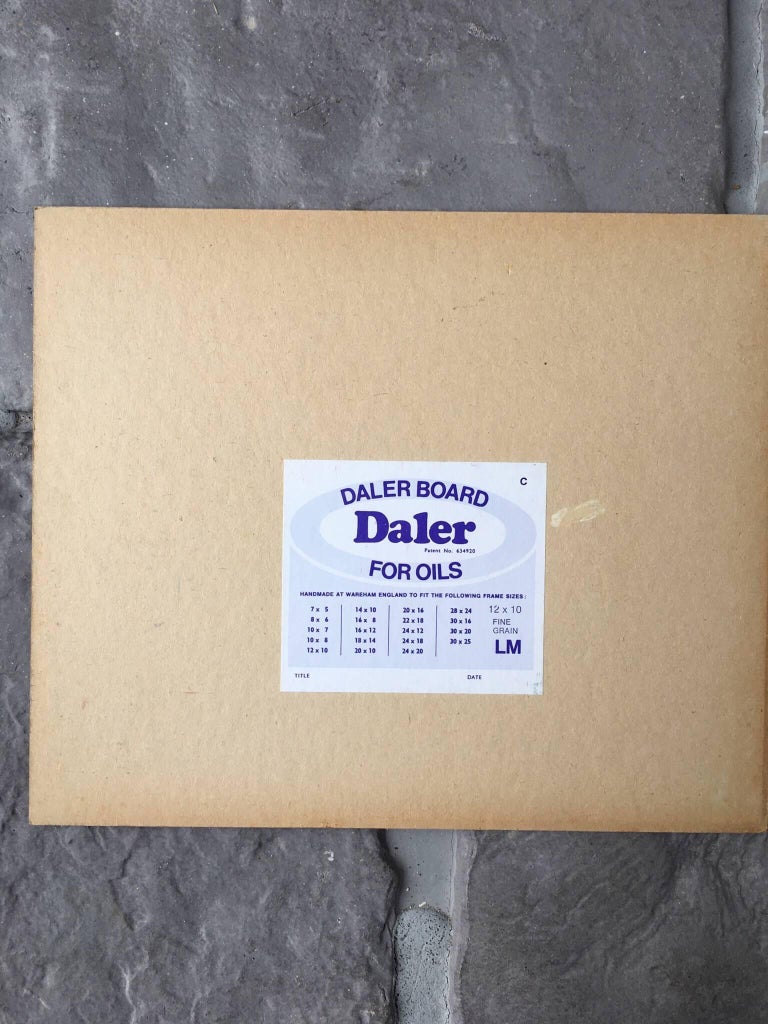 C
DALER BOARD
Daler
Patent No. 634920
FOR OILS
HANDMADE AT WAREHAM ENGLAND TO FIT THE FOLLOWING FRAME SIZES:
7 x 5 14 x 10 20 x 16 28 x 24 12 x 10
8 x 6 16 x 8 22 x 18 30 x 16 FINE
10 x 7 16 x 12 24 x 12 30 x 20 GRAIN
10 x 8 18 x 14 24 x 18 30 x 25 LM
12 x 10 20 x 10 24 x 20
TITLE DATE